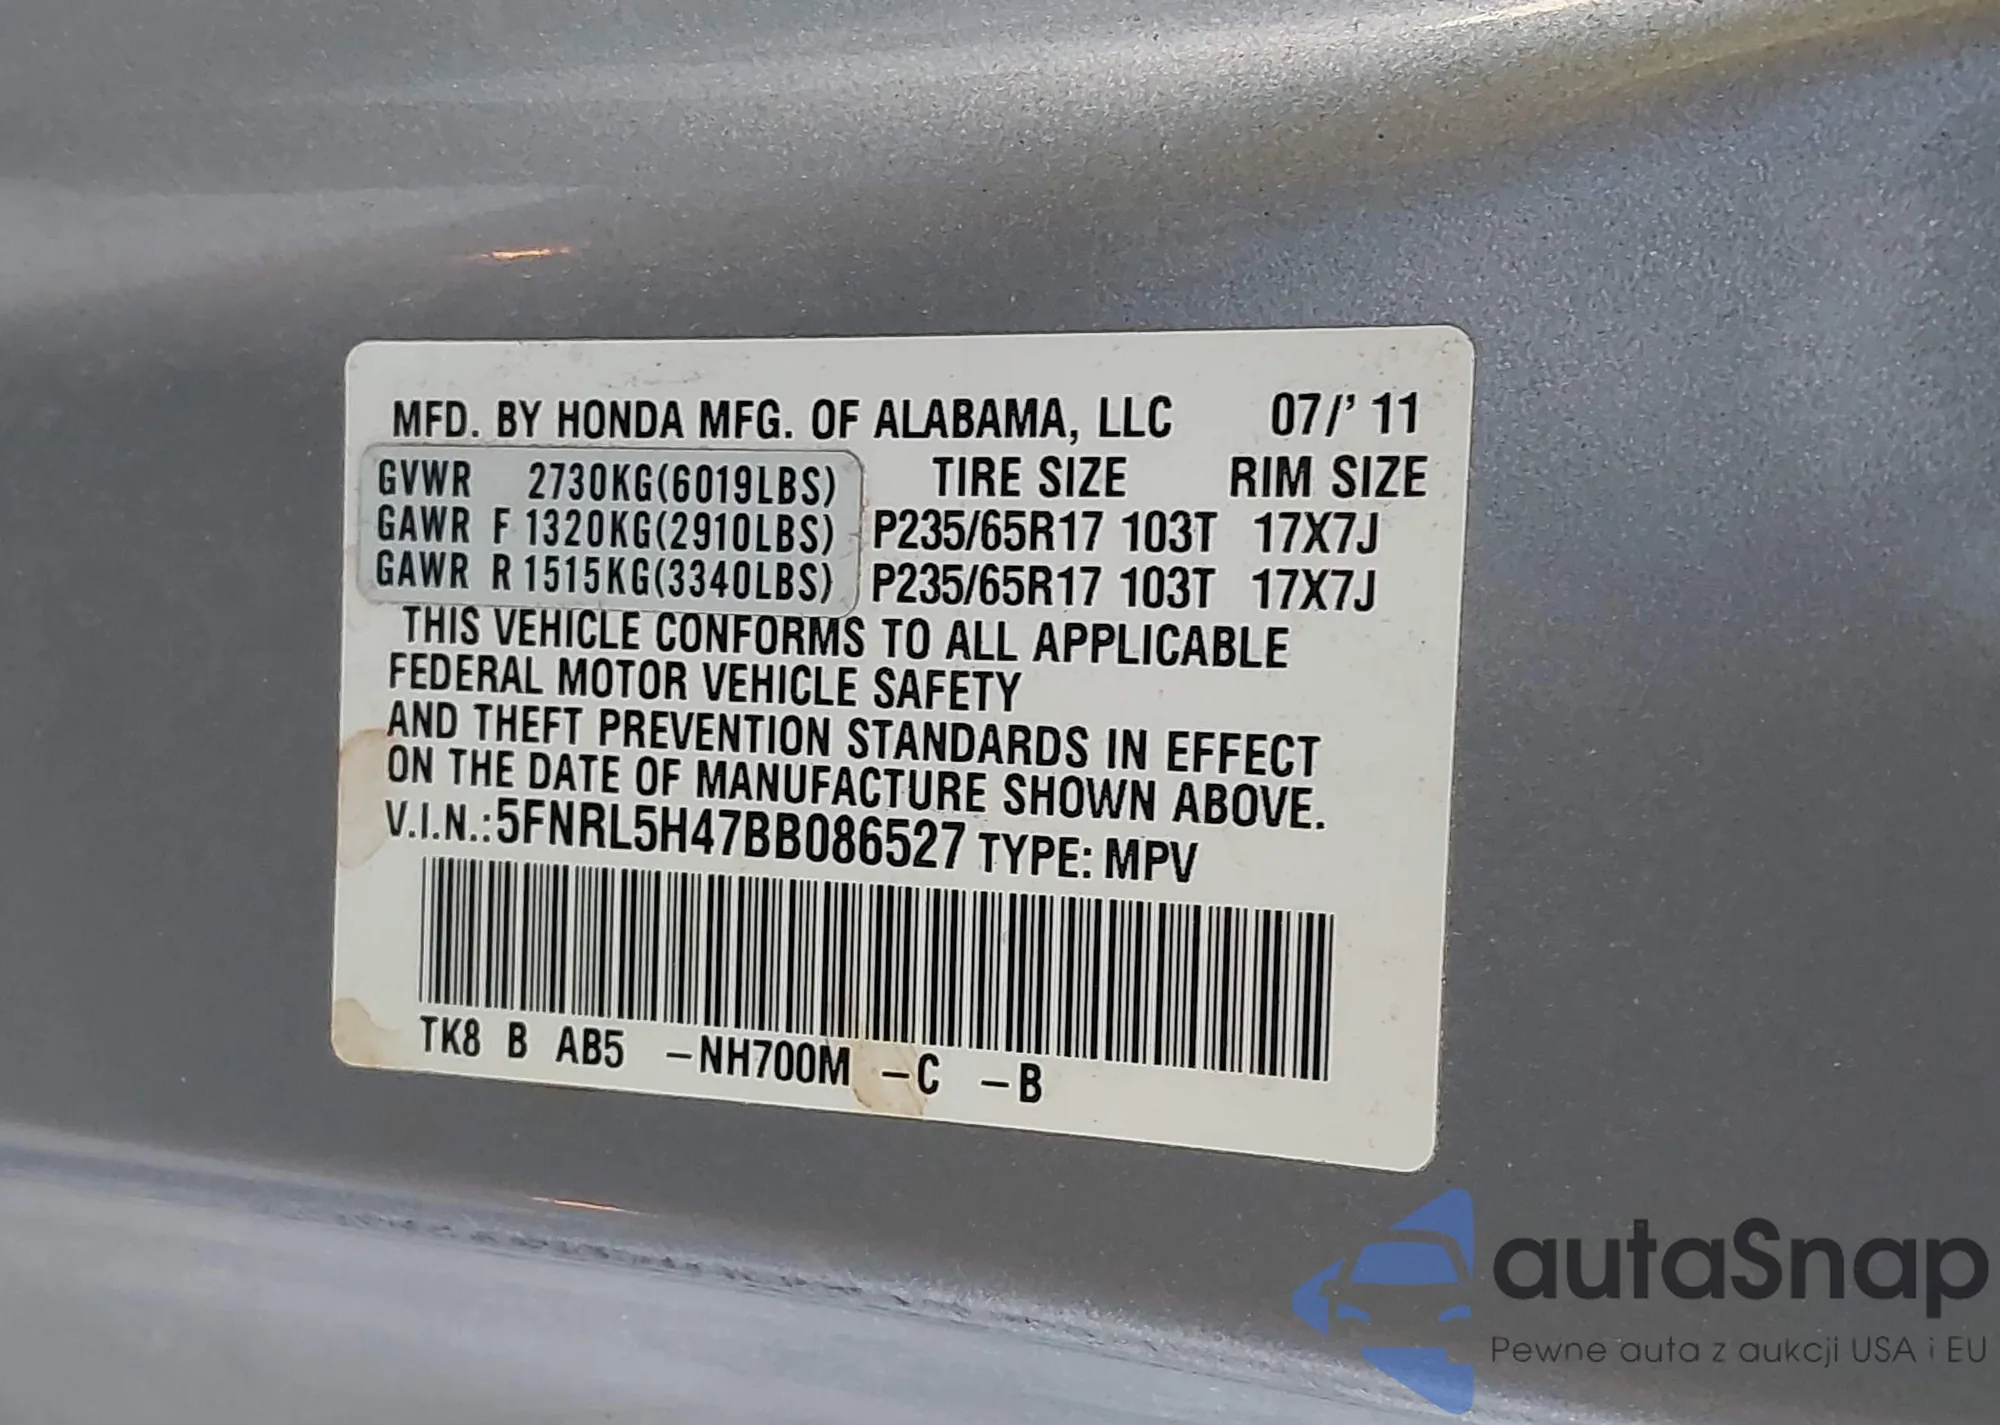 MFD. BY HONDA MFG. OF ALABAMA, LLC 07/' 11
GVWR 2730KG(6019LBS) TIRE SIZE RIM SIZE
GAWR F 1320KG(2910LBS) P235/65R17 103T 17X7J
GAWR R 1515KG(3340LBS) P235/65R17 103T 17X7J
THIS VEHICLE CONFORMS TO ALL APPLICABLE
FEDERAL MOTOR VEHICLE SAFETY
AND THEFT PREVENTION STANDARDS IN EFFECT
ON THE DATE OF MANUFACTURE SHOWN ABOVE.
V.I.N.:5FNRL5H47BB086527 TYPE: MPV
TK8 B AB5 -NH700M -C -B
autaSnap
Pewne auta z aukcji USA i EU